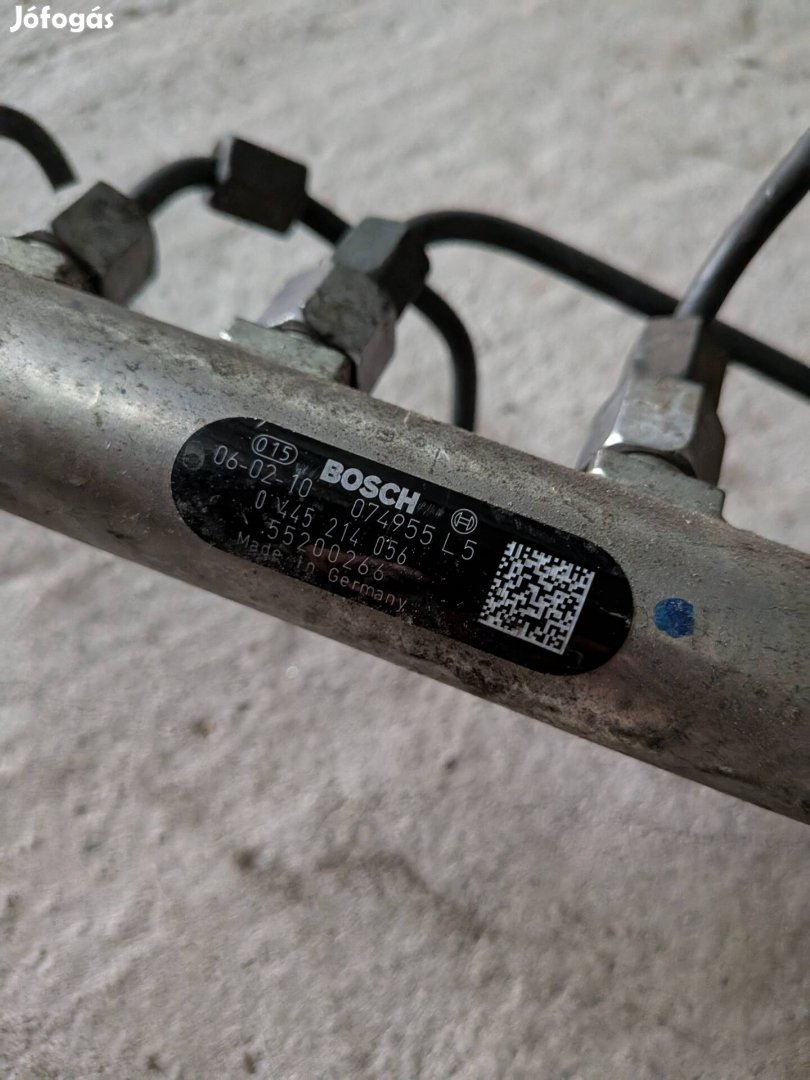 Jófogás
015
06-02-10 BOSCH
074955 L5
0 445 214 056
55200266
Made in Germany